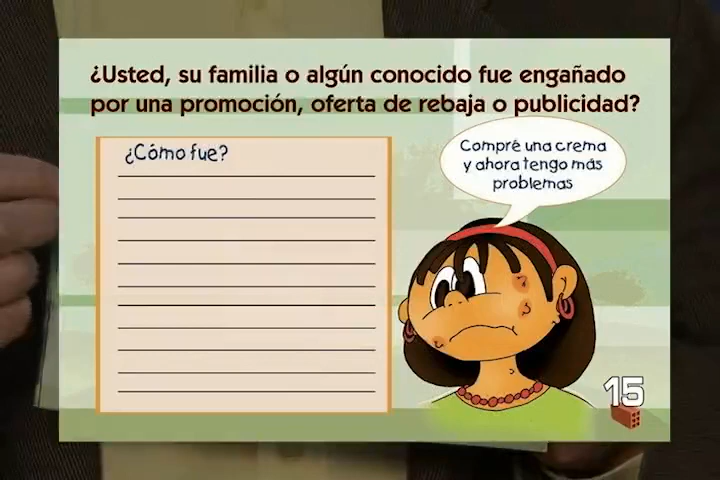 ¿Usted, su familia o algún conocido fue engañado
por una promoción, oferta de rebaja o publicidad?
¿Cómo fue?
Compré una crema
y ahora tengo más
problemas
15